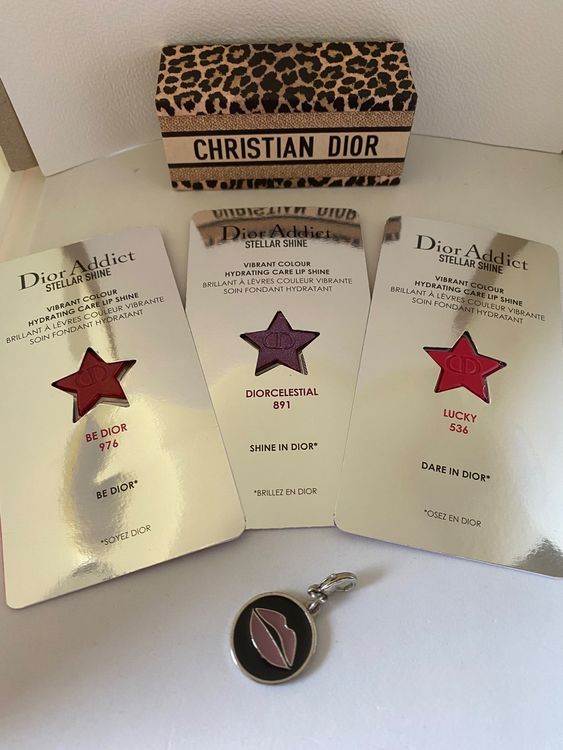 CHRISTIAN DIOR
Dior Addict
STELLAR SHINE
VIBRANT COLOUR
HYDRATING CARE LIP SHINE
BRILLANT À LÈVRES COULEUR VIBRANTE
SOIN FONDANT HYDRATANT
BE DIOR
976
BE DIOR*
*SOYEZ DIOR
Dior Addict
STELLAR SHINE
VIBRANT COLOUR
HYDRATING CARE LIP SHINE
BRILLANT À LÈVRES COULEUR VIBRANTE
SOIN FONDANT HYDRATANT
DIORCELESTIAL
891
SHINE IN DIOR*
*BRILLEZ EN DIOR
Dior Addict
STELLAR SHINE
VIBRANT COLOUR
HYDRATING CARE LIP SHINE
BRILLANT À LÈVRES COULEUR VIBRANTE
SOIN FONDANT HYDRATANT
LUCKY
536
DARE IN DIOR*
*OSEZ EN DIOR